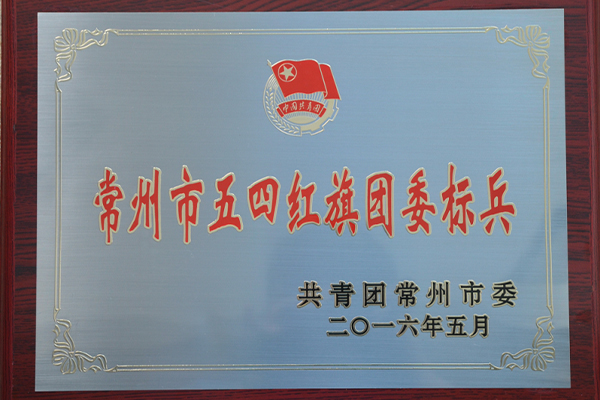 中国共青团
常州市五四红旗团委标兵
共青团常州市委
二〇一六年五月